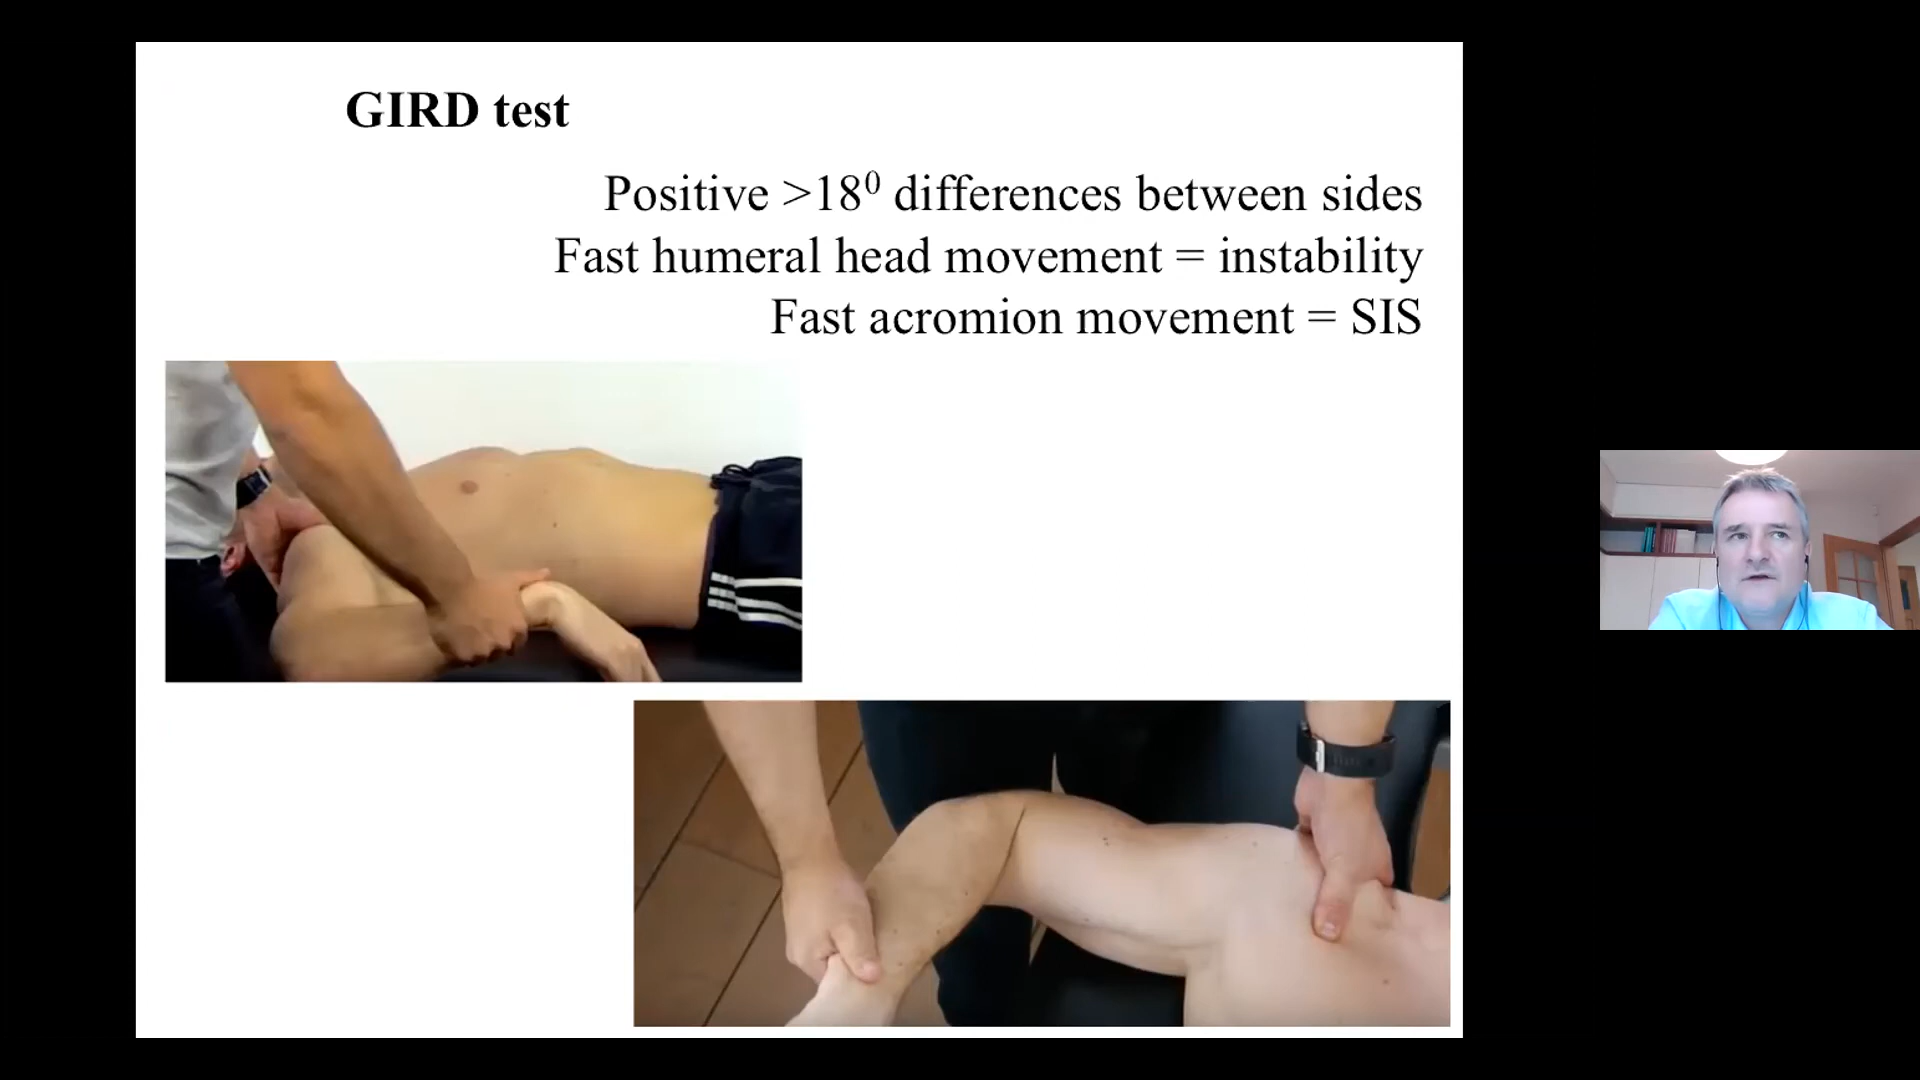 GIRD test
Positive >18⁰ differences between sides
Fast humeral head movement = instability
Fast acromion movement = SIS